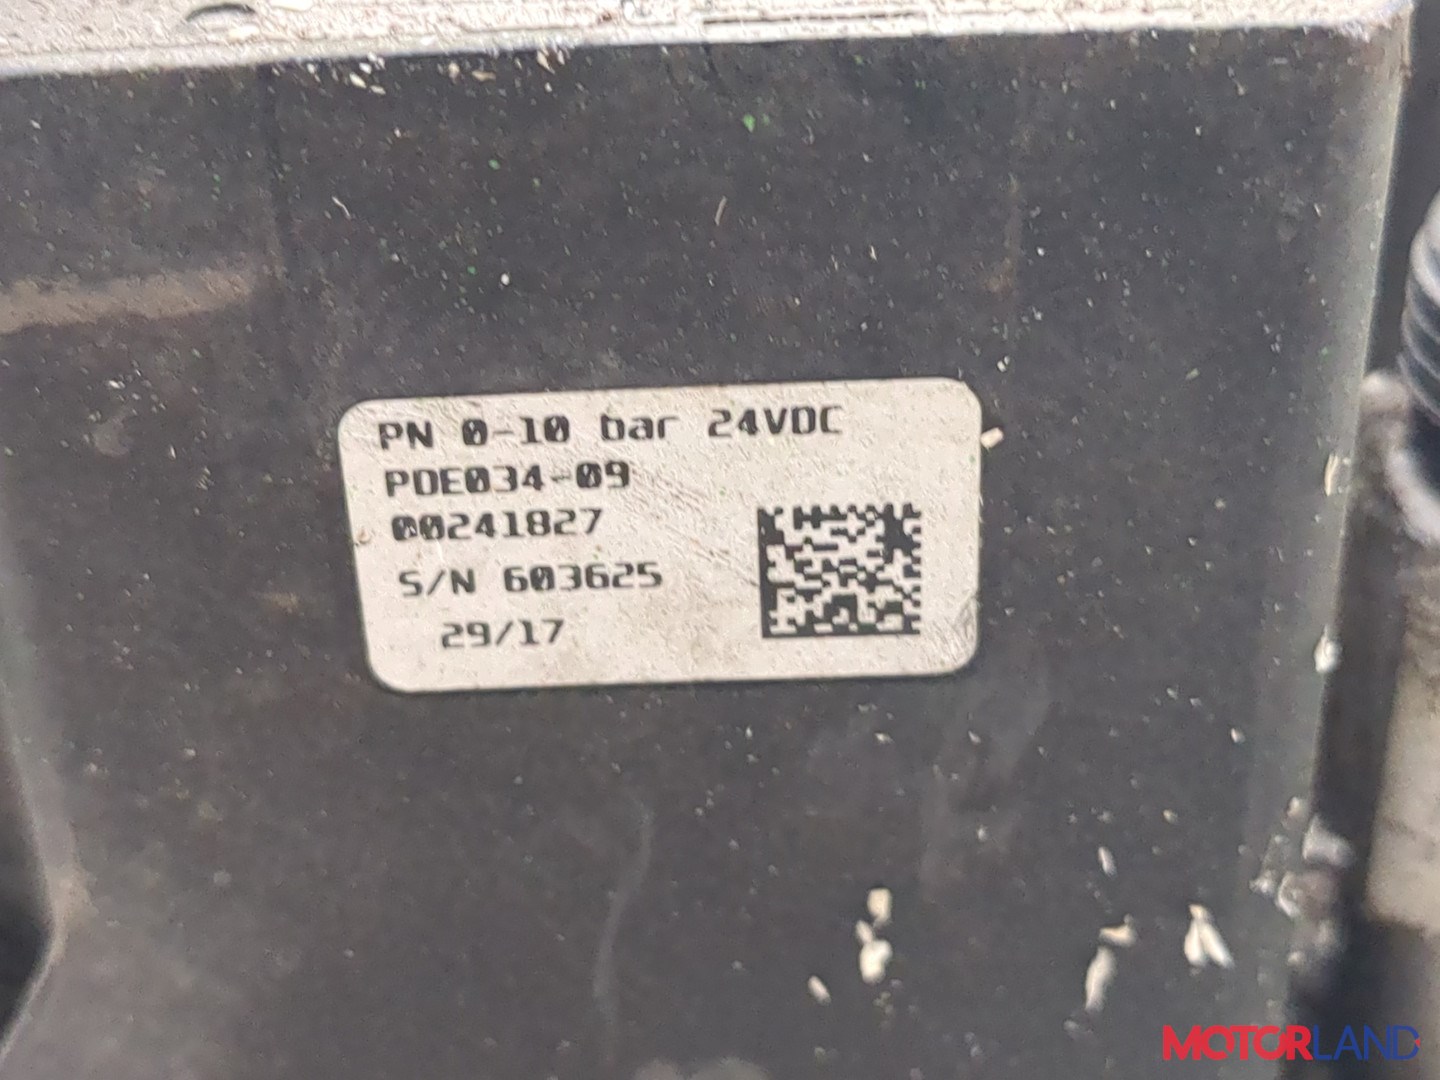 PN 0-10 bar 24VDC
PDE034-09
00241827
S/N 603625
29/17
MOTORLAND